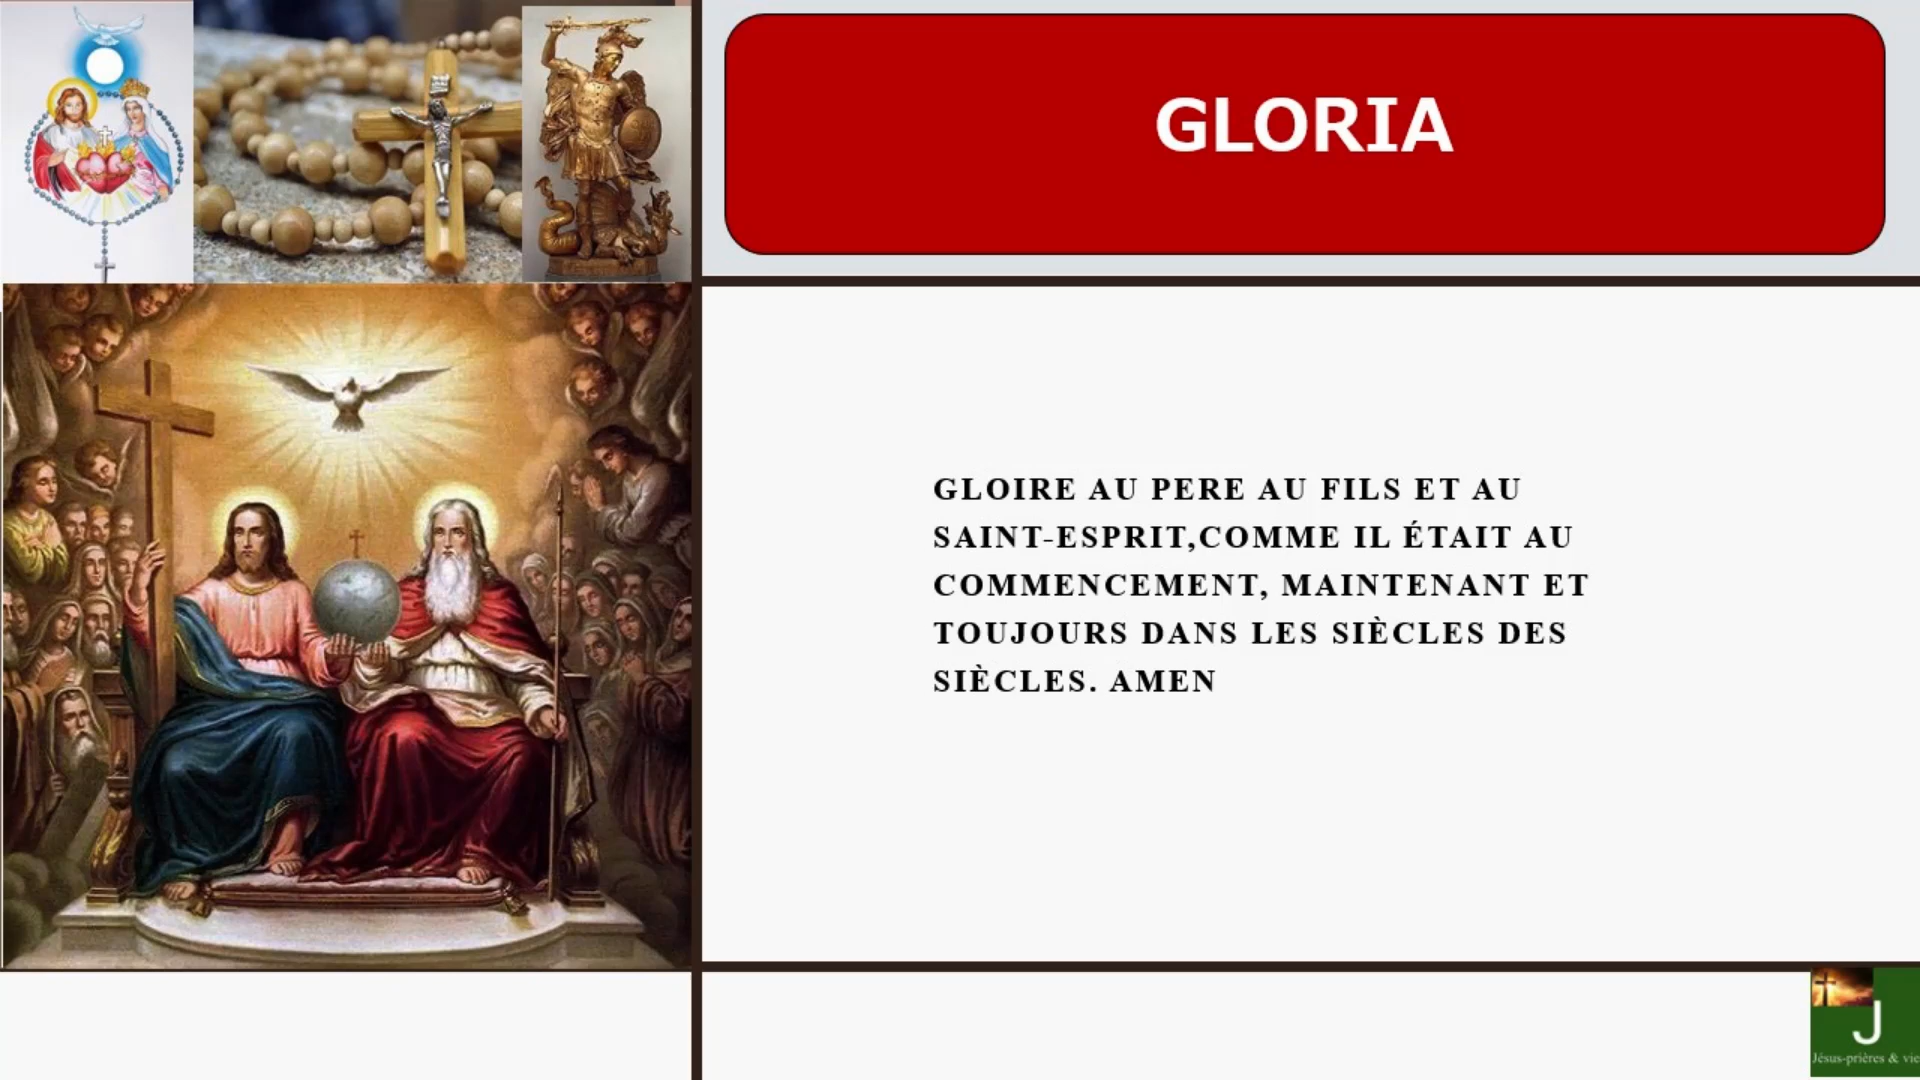 GLORIA
GLOIRE AU PERE AU FILS ET AU
SAINT-ESPRIT,COMME IL ÉTAIT AU
COMMENCEMENT, MAINTENANT ET
TOUJOURS DANS LES SIÈCLES DES
SIÈCLES. AMEN
J
Jésus-prières & vie